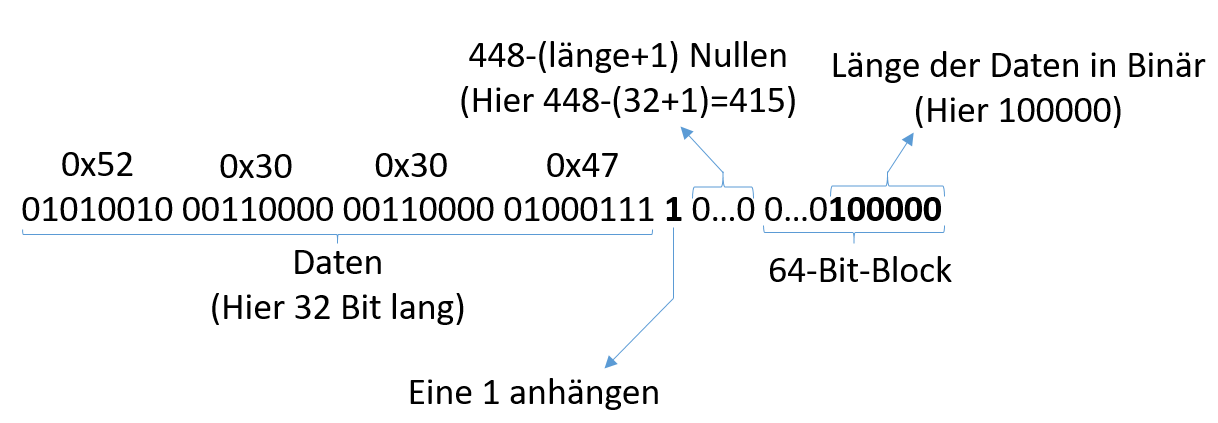 448-(länge+1) Nullen
(Hier 448-(32+1)=415)
Länge der Daten in Binär
(Hier 100000)
0x52 0x30 0x30 0x47
01010010 00110000 00110000 01000111 1 0...0 0...0100000
Daten
(Hier 32 Bit lang)
64-Bit-Block
Eine 1 anhängen